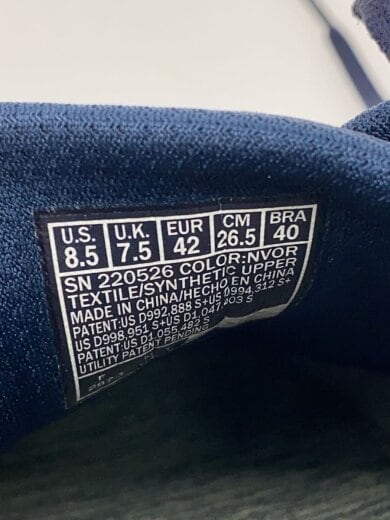 U.S. U.K. EUR CM BRA
8.5 7.5 42 26.5 40
SN 220526 COLOR:NVOR
TEXTILE/SYNTHETIC UPPER
MADE IN CHINA/HECHO EN CHINA
PATENT:US D992,888 S+US D994,312 S+
US D998,951 S+US D1,047,403 S
PATENT:US D1,055,483 S
UTILITY PATENT PENDING